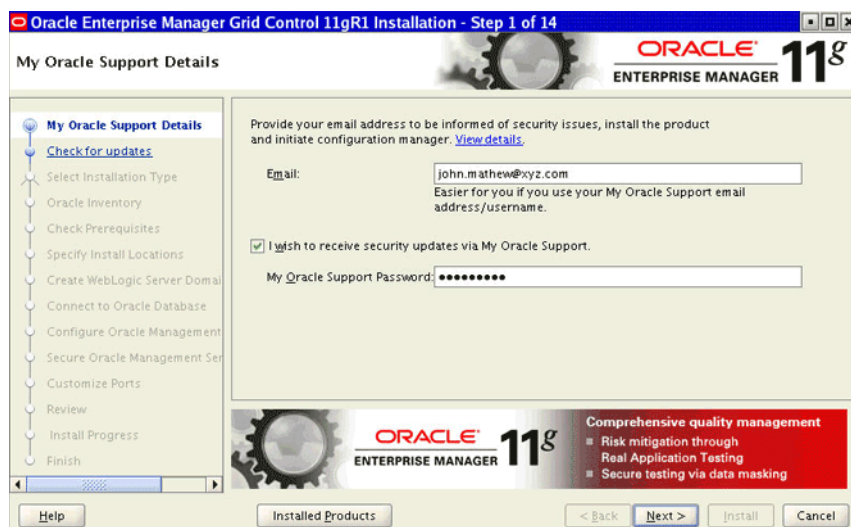 Oracle Enterprise Manager Grid Control 11gR1 Installation - Step 1 of 14
My Oracle Support Details
ORACLE
ENTERPRISE MANAGER 11g
My Oracle Support Details
Check for updates
Select Installation Type
Oracle Inventory
Check Prerequisites
Specify Install Locations
Create WebLogic Server Domai
Connect to Oracle Database
Configure Oracle Management
Secure Oracle Management Ser
Customize Ports
Review
Install Progress
Finish
Provide your email address to be informed of security issues, install the product
and initiate configuration manager. View details.
Email: john.mathew@xyz.com
Easier for you if you use your My Oracle Support email
address/username.
I wish to receive security updates via My Oracle Support.
My Oracle Support Password: •••••••••
ORACLE
ENTERPRISE MANAGER 11g
Comprehensive quality management
Risk mitigation through
Real Application Testing
Secure testing via data masking
Help Installed Products < Back Next > Install Cancel